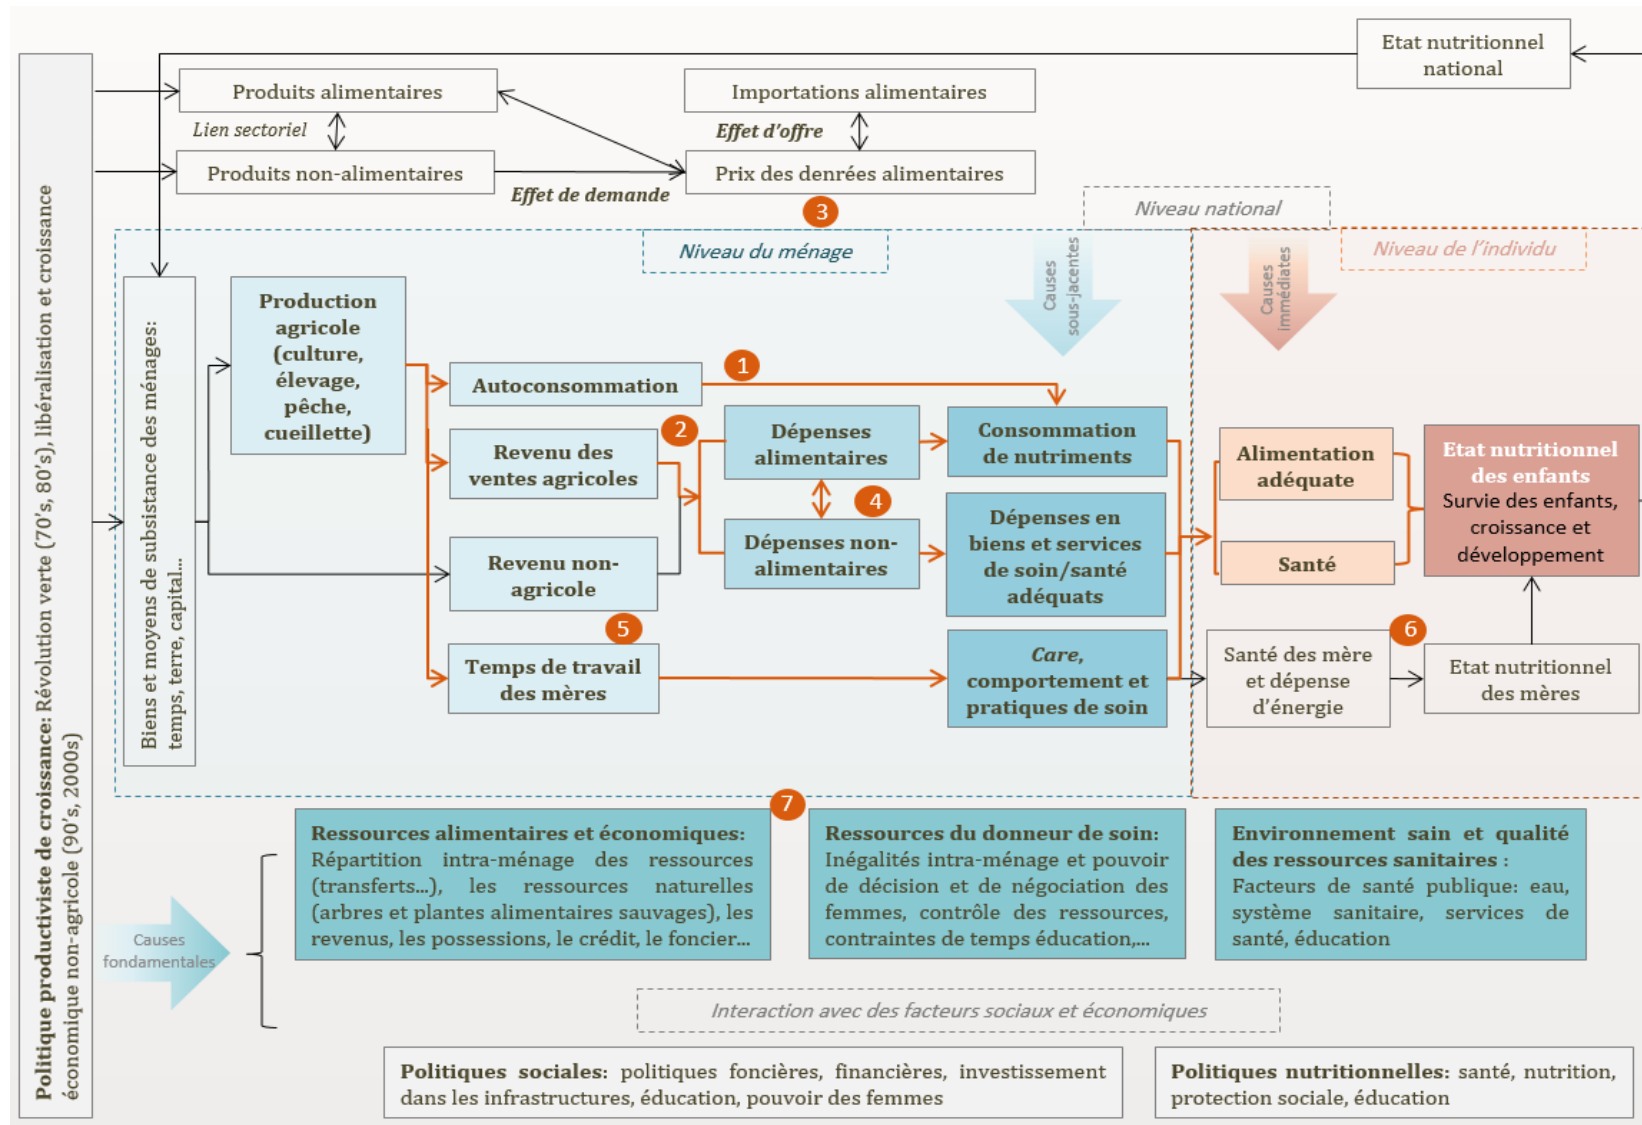 Politique productiviste de croissance: Révolution verte (70's, 80's), libéralisation et croissance
économique non-agricole (90's, 2000s)
Etat nutritionnel
national
Produits alimentaires
Importations alimentaires
Lien sectoriel
Effet d'offre
Produits non-alimentaires
Prix des denrées alimentaires
Effet de demande
3
Niveau national
Niveau du ménage
Niveau de l'individu
Causes
sous-jacentes
Causes
immédiates
Biens et moyens de subsistance des ménages:
temps, terre, capital...
Production
agricole
(culture,
élevage,
pêche,
cueillette)
Autoconsommation
1
Revenu des
ventes agricoles
2
Revenu non-
agricole
5
Temps de travail
des mères
Dépenses
alimentaires
4
Dépenses non-
alimentaires
Consommation
de nutriments
Dépenses en
biens et services
de soin/santé
adéquats
Care,
comportement et
pratiques de soin
Alimentation
adéquate
Santé
Etat nutritionnel
des enfants
Survie des enfants,
croissance et
développement
6
Santé des mère
et dépense
d'énergie
Etat nutritionnel
des mères
7
Causes
fondamentales
Ressources alimentaires et économiques:
Répartition intra-ménage des ressources
(transferts...), les ressources naturelles
(arbres et plantes alimentaires sauvages), les
revenus, les possessions, le crédit, le foncier...
Ressources du donneur de soin:
Inégalités intra-ménage et pouvoir
de décision et de négociation des
femmes, contrôle des ressources,
contraintes de temps éducation,...
Environnement sain et qualité
des ressources sanitaires :
Facteurs de santé publique: eau,
système sanitaire, services de
santé, éducation
Interaction avec des facteurs sociaux et économiques
Politiques sociales: politiques foncières, financières, investissement
dans les infrastructures, éducation, pouvoir des femmes
Politiques nutritionnelles: santé, nutrition,
protection sociale, éducation